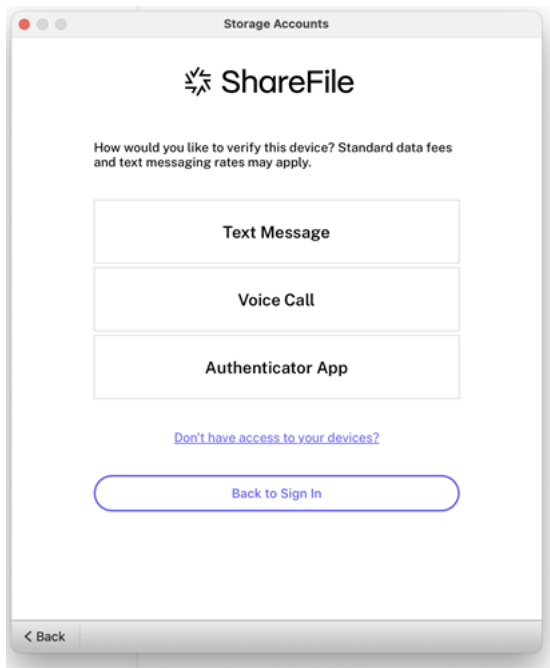 Storage Accounts
ShareFile
How would you like to verify this device? Standard data fees
and text messaging rates may apply.
Text Message
Voice Call
Authenticator App
Don't have access to your devices?
Back to Sign In
Back